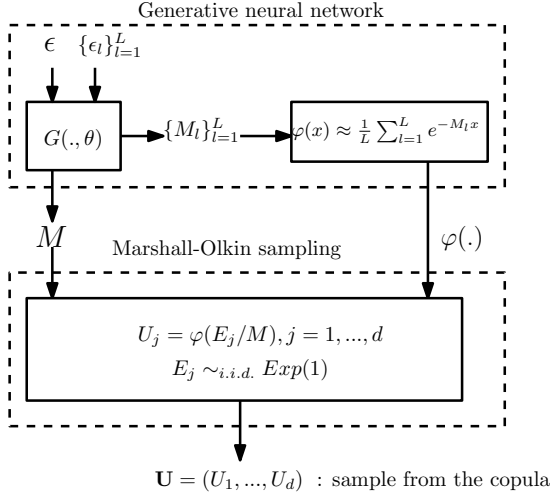 Generative neural network
ϵ {ϵ_l}_{l=1}^L
G(., θ) {M_l}_{l=1}^L φ(x) ≈ 1/L ∑_{l=1}^L e^{-M_l x}
M φ(.)
Marshall-Olkin sampling
U_j = φ(E_j/M), j = 1, ..., d
E_j ∼_{i.i.d.} Exp(1)
U = (U_1, ..., U_d) : sample from the copula